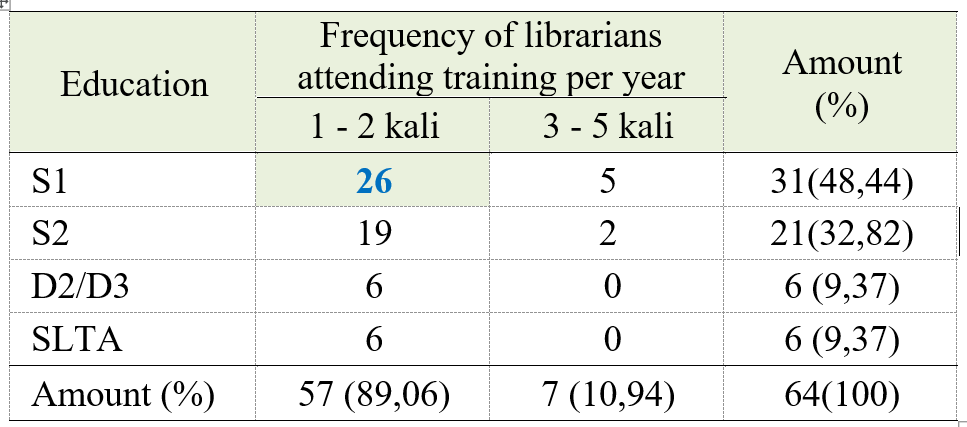 Education
Frequency of librarians
attending training per year
Amount
(%)
1 - 2 kali
3 - 5 kali
S1 26 5 31(48,44)
S2 19 2 21(32,82)
D2/D3 6 0 6 (9,37)
SLTA 6 0 6 (9,37)
Amount (%) 57 (89,06) 7 (10,94) 64(100)